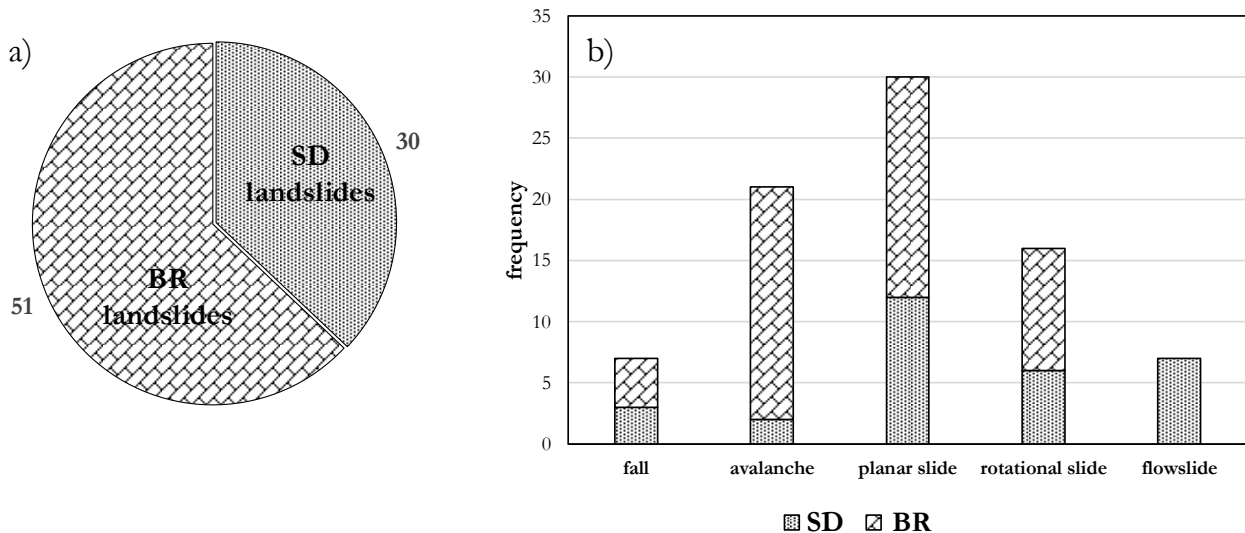 a)
30
SD
landslides
BR
landslides
51
b)
frequency
35
30
25
20
15
10
5
0
fall avalanche planar slide rotational slide flowslide
SD BR